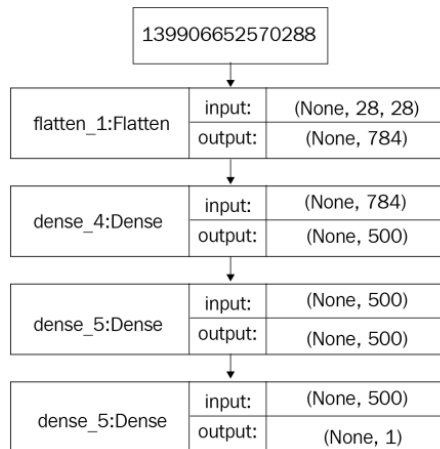 139906652570288
flatten_1:Flatten
input: (None, 28, 28)
output: (None, 784)
dense_4:Dense
input: (None, 784)
output: (None, 500)
dense_5:Dense
input: (None, 500)
output: (None, 500)
dense_5:Dense
input: (None, 500)
output: (None, 1)